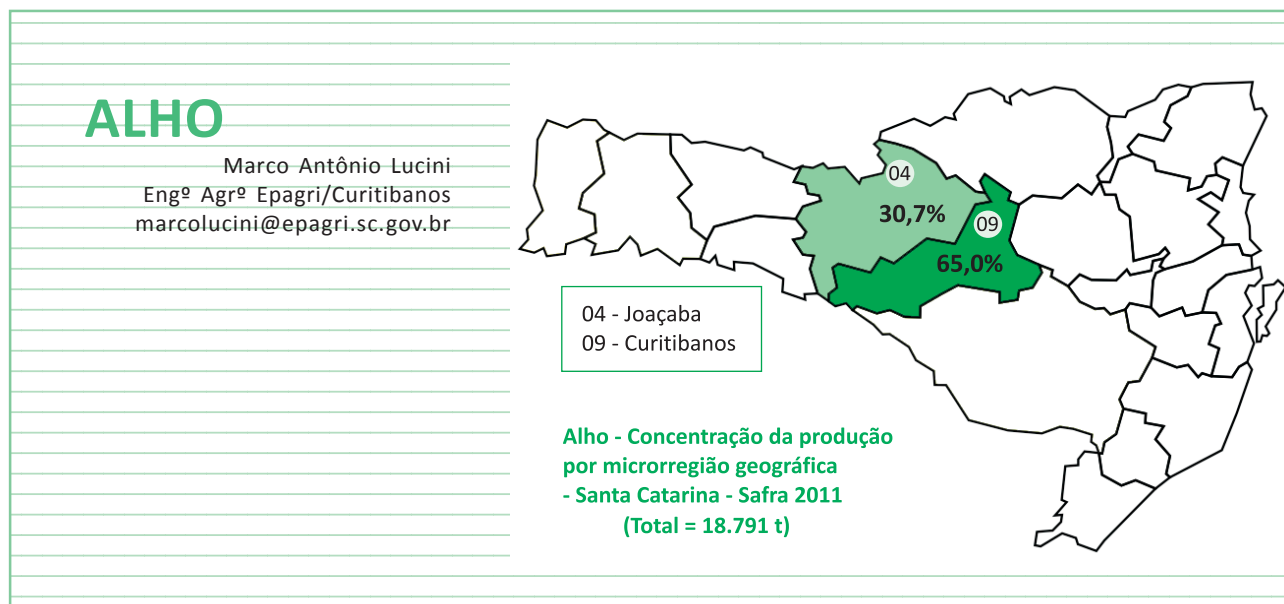 ALHO
Marco Antônio Lucini
Engº Agrº Epagri/Curitibanos
marcolucini@epagri.sc.gov.br
04
30,7%
09
65,0%
04 - Joaçaba
09 - Curitibanos
Alho - Concentração da produção
por microrregião geográfica
- Santa Catarina - Safra 2011
(Total = 18.791 t)